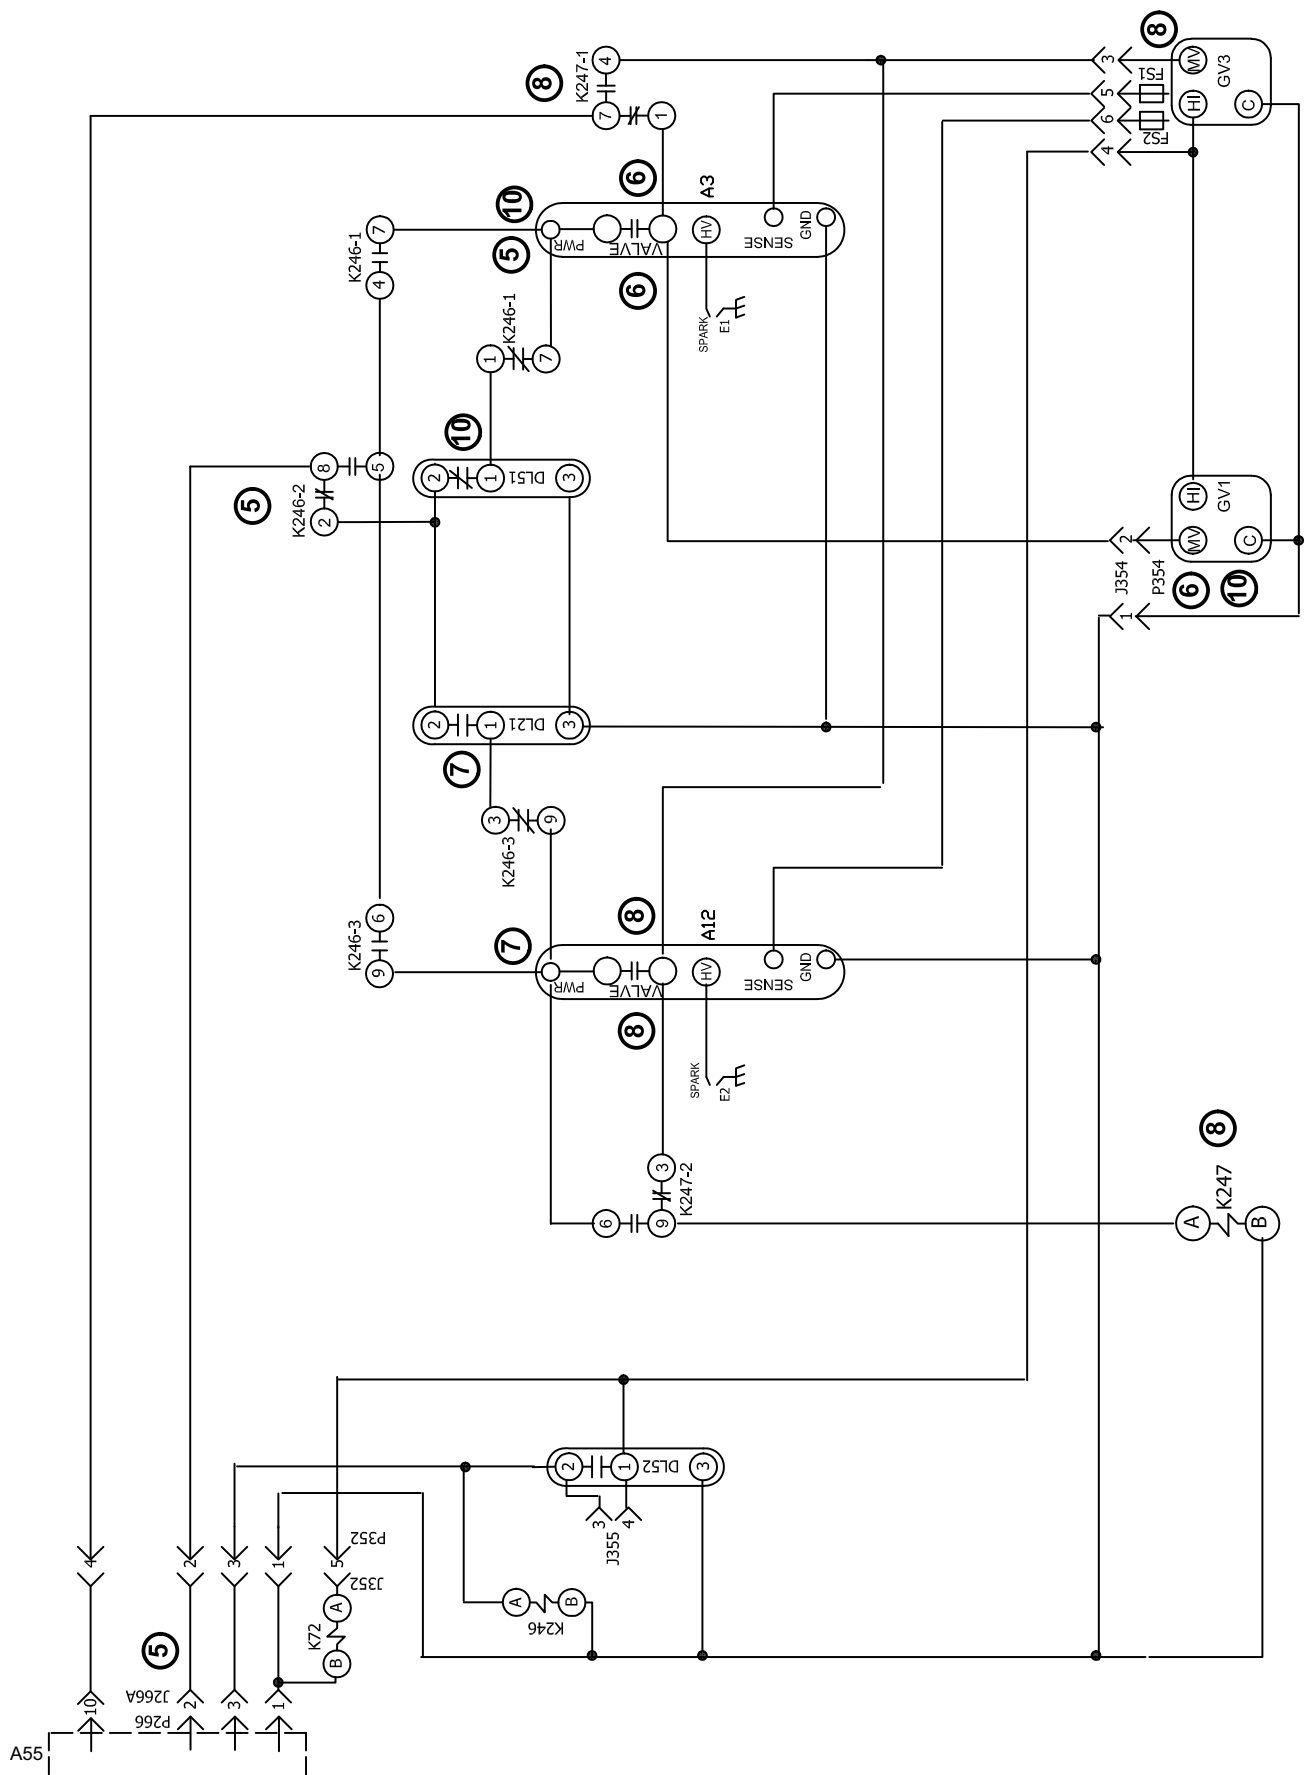 8
K247-1
4
7
1
8
MV
GV3
HI
C
3
5
6
4
FS1
FS2
K246-1
7
4
10
5
6
6
A3
PWR
VALVE
HV
SENSE
GND
SPARK
E1
K246-1
1
7
5
K246-2
8
5
2
10
2
1
DL51
3
2
1
DL21
3
7
3
9
K246-3
2
1
J354
P354
HI
GV1
MV
C
6
10
K246-3
6
9
7
8
8
A12
PWR
VALVE
HV
SENSE
GND
SPARK
E2
6
9
3
K247-2
8
A
K247
B
2
1
DL52
3
3
4
J355
A
B
K246
4
2
3
1
5
P352
J352
A
K72
B
5
J266A
P266
10
2
3
1
A55